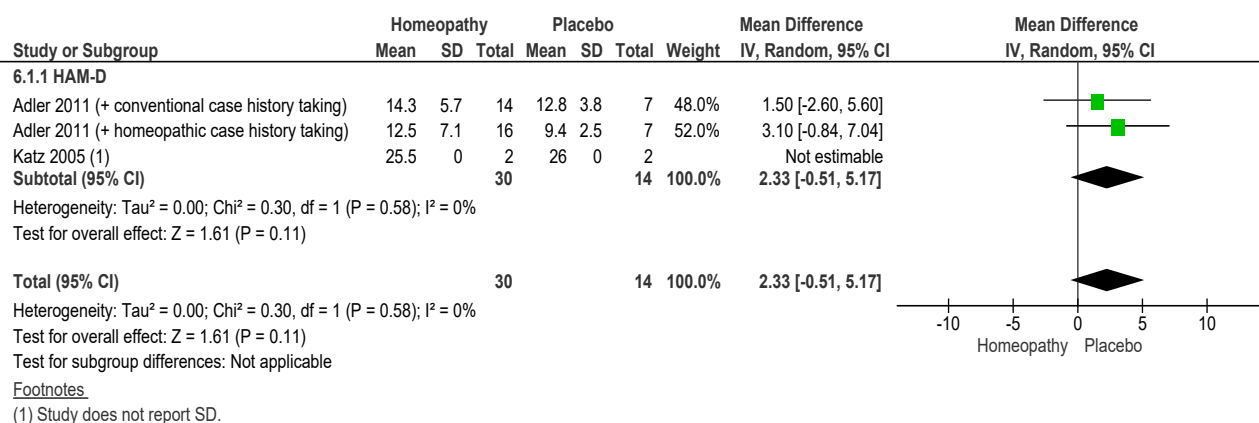 Homeopathy Placebo Mean Difference Mean Difference
Study or Subgroup Mean SD Total Mean SD Total Weight IV, Random, 95% CI IV, Random, 95% CI
6.1.1 HAM-D
Adler 2011 (+ conventional case history taking) 14.3 5.7 14 12.8 3.8 7 48.0% 1.50 [-2.60, 5.60]
Adler 2011 (+ homeopathic case history taking) 12.5 7.1 16 9.4 2.5 7 52.0% 3.10 [-0.84, 7.04]
Katz 2005 (1) 25.5 0 2 26 0 2 Not estimable
Subtotal (95% CI) 30 14 100.0% 2.33 [-0.51, 5.17]
Heterogeneity: Tau² = 0.00; Chi² = 0.30, df = 1 (P = 0.58); I² = 0%
Test for overall effect: Z = 1.61 (P = 0.11)
Total (95% CI) 30 14 100.0% 2.33 [-0.51, 5.17]
Heterogeneity: Tau² = 0.00; Chi² = 0.30, df = 1 (P = 0.58); I² = 0%
Test for overall effect: Z = 1.61 (P = 0.11)
Test for subgroup differences: Not applicable
-10 -5 0 5 10
Homeopathy Placebo
Footnotes
(1) Study does not report SD.